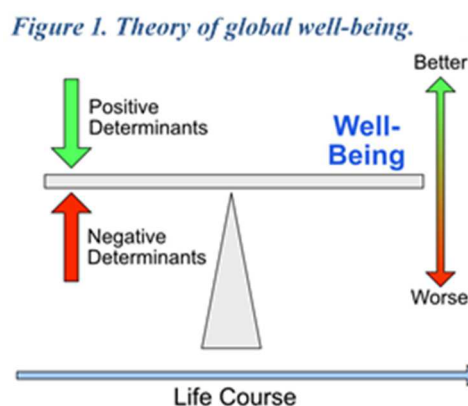 Figure 1. Theory of global well-being.
Better
Positive
Determinants
Well-
Being
Negative
Determinants
Worse
Life Course